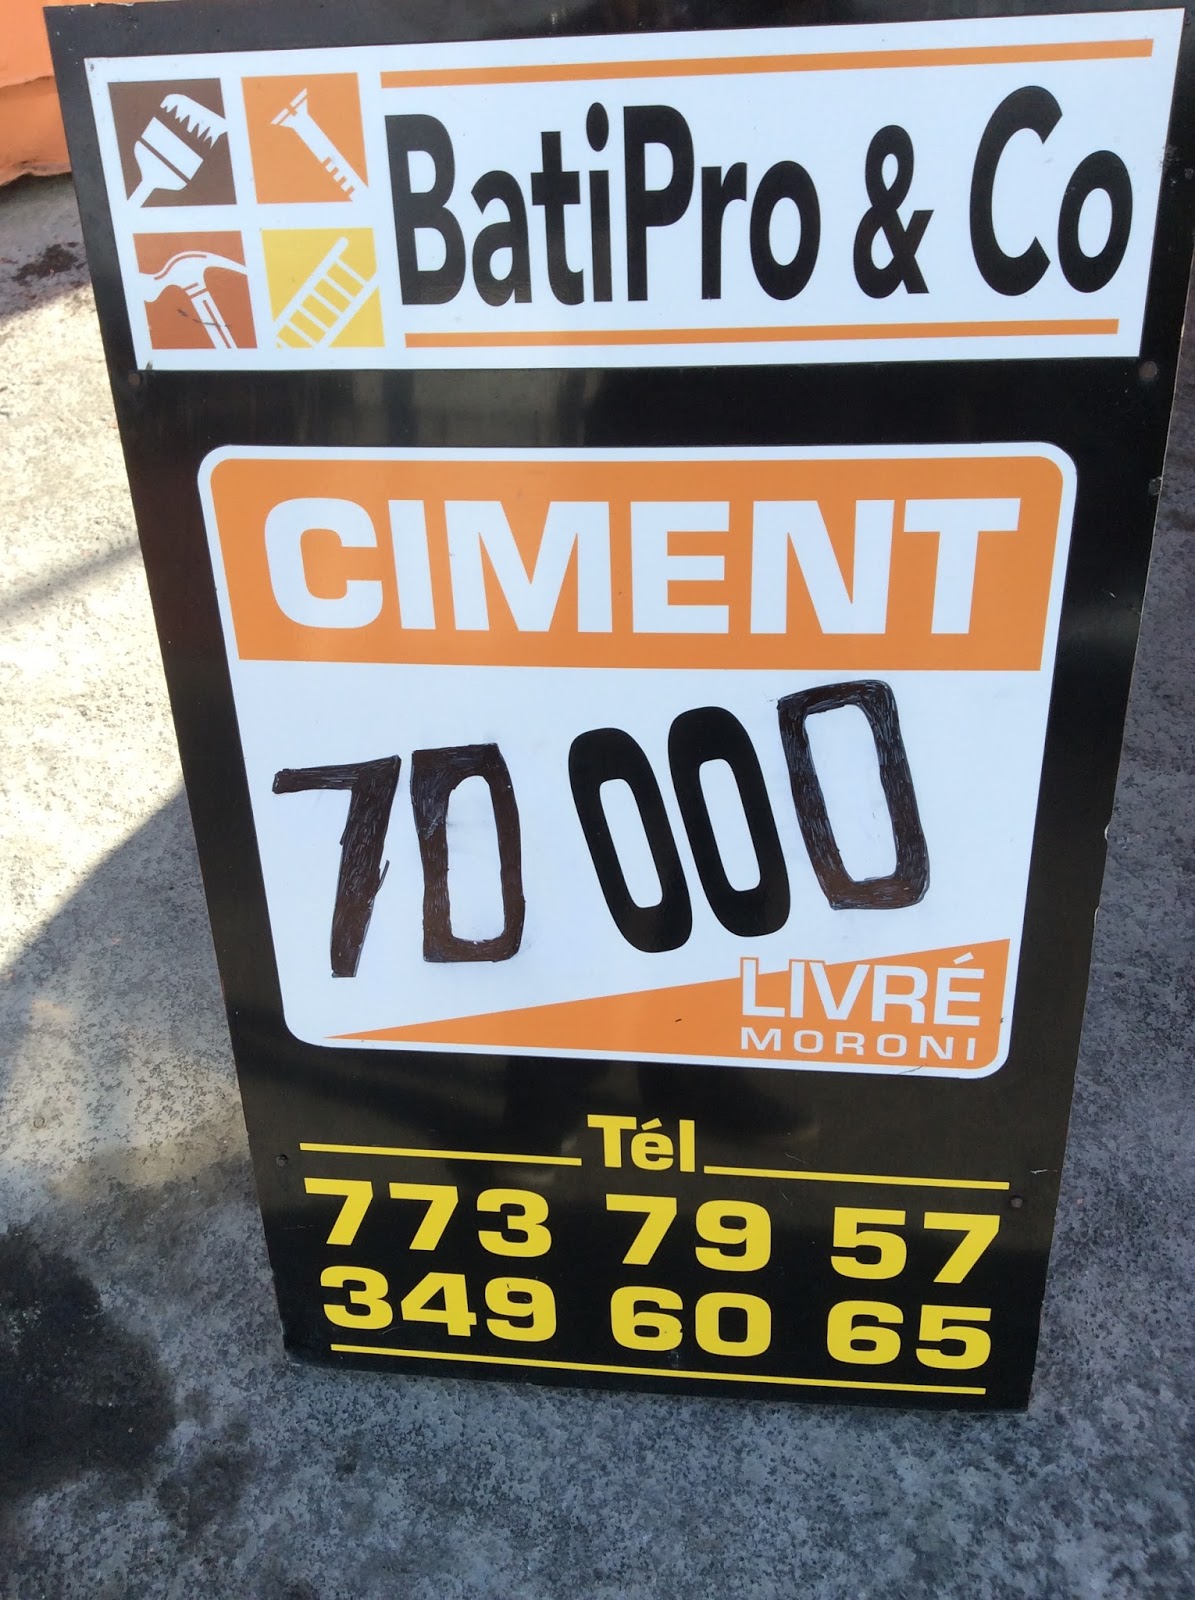 BatiPro & Co
CIMENT
70 000
LIVRÉ
MORONI
Tél
773 79 57
349 60 65